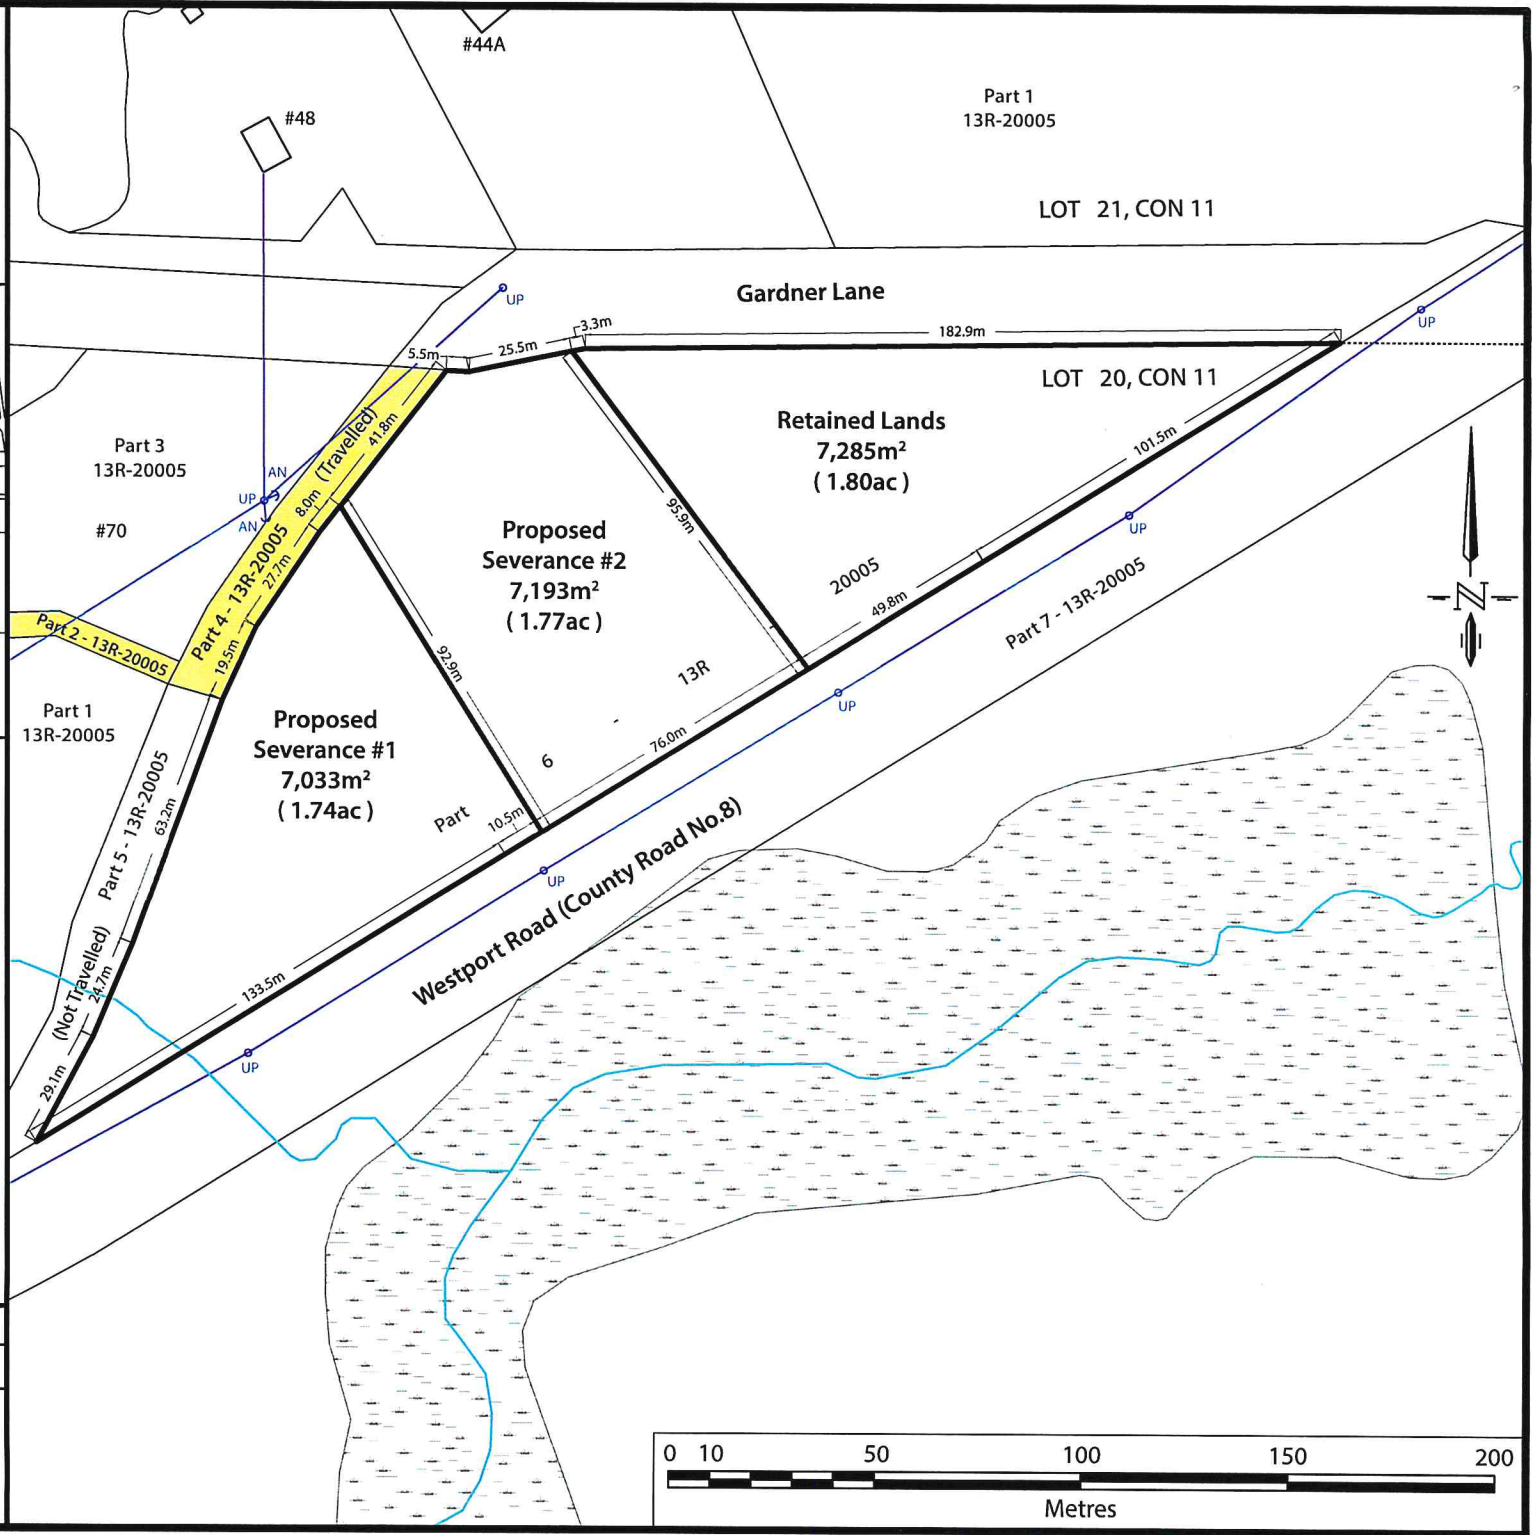 #44A
#48
Part 1
13R-20005
LOT 21, CON 11
UP
Gardner Lane
UP
3.3m
182.9m
25.5m
5.5m
LOT 20, CON 11
Retained Lands
7,285m²
( 1.80ac )
101.5m
Part 3
13R-20005
#70
AN
UP
AN
(Travelled)
41.8m
8.0m
27.7m
19.5m
Part 4 - 13R-20005
Part 2 - 13R-20005
Proposed
Severance #2
7,193m²
( 1.77ac )
95.9m
92.9m
UP
20005
49.8m
Part 7 - 13R-20005
N
13R
-
6
Part
76.0m
10.5m
UP
Part 1
13R-20005
Proposed
Severance #1
7,033m²
( 1.74ac )
Part 5 - 13R-20005
63.2m
(Not Travelled)
24.7m
29.1m
133.5m
UP
Westport Road (County Road No.8)
UP
0 10 50 100 150 200
Metres